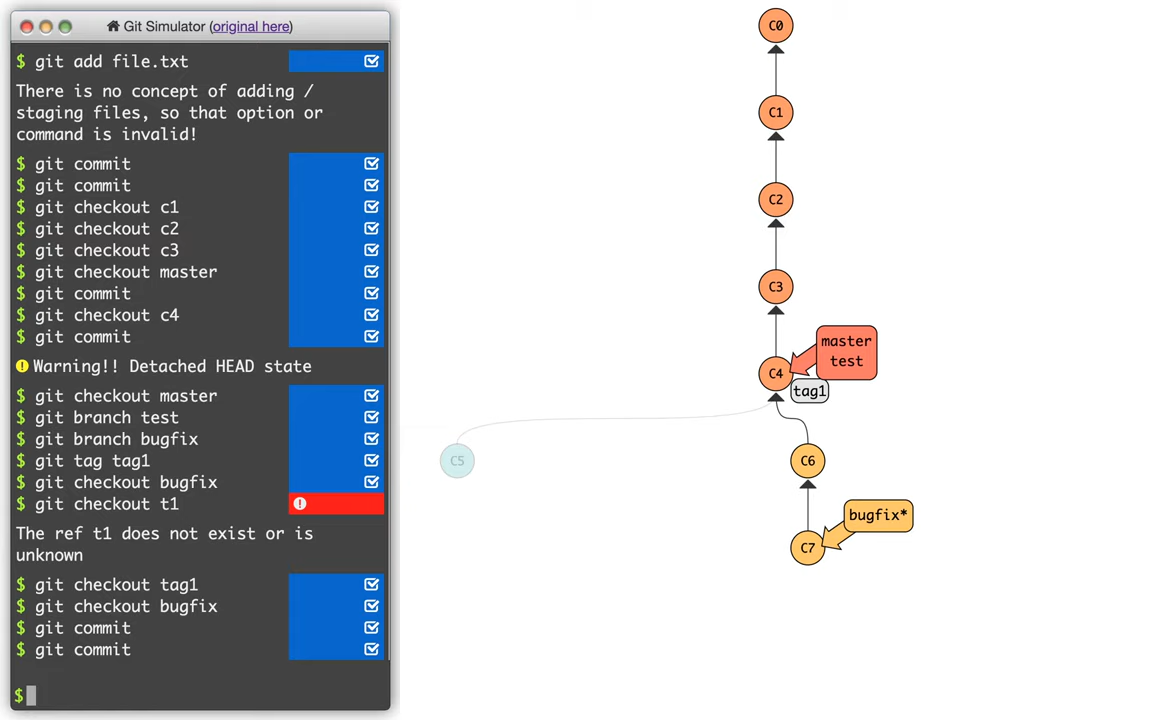 Git Simulator (original here)
$ git add file.txt
There is no concept of adding /
staging files, so that option or
command is invalid!
$ git commit
$ git commit
$ git checkout c1
$ git checkout c2
$ git checkout c3
$ git checkout master
$ git commit
$ git checkout c4
$ git commit
Warning!! Detached HEAD state
$ git checkout master
$ git branch test
$ git branch bugfix
$ git tag tag1
$ git checkout bugfix
$ git checkout t1
The ref t1 does not exist or is
unknown
$ git checkout tag1
$ git checkout bugfix
$ git commit
$ git commit
$
C0
C1
C2
C3
master
test
C4
tag1
C5
C6
bugfix*
C7